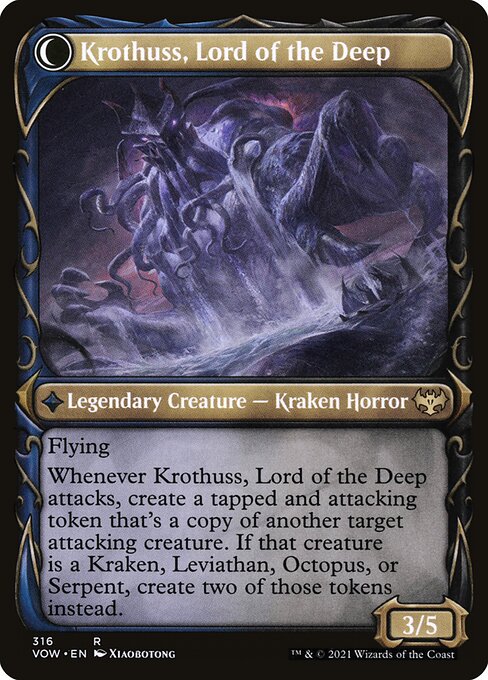 Krothuss, Lord of the Deep
Legendary Creature — Kraken Horror
Flying
Whenever Krothuss, Lord of the Deep
attacks, create a tapped and attacking
token that's a copy of another target
attacking creature. If that creature
is a Kraken, Leviathan, Octopus, or
Serpent, create two of those tokens
instead.
3/5
316 R
VOW • EN XIAOBOTONG
™ & © 2021 Wizards of the Coast